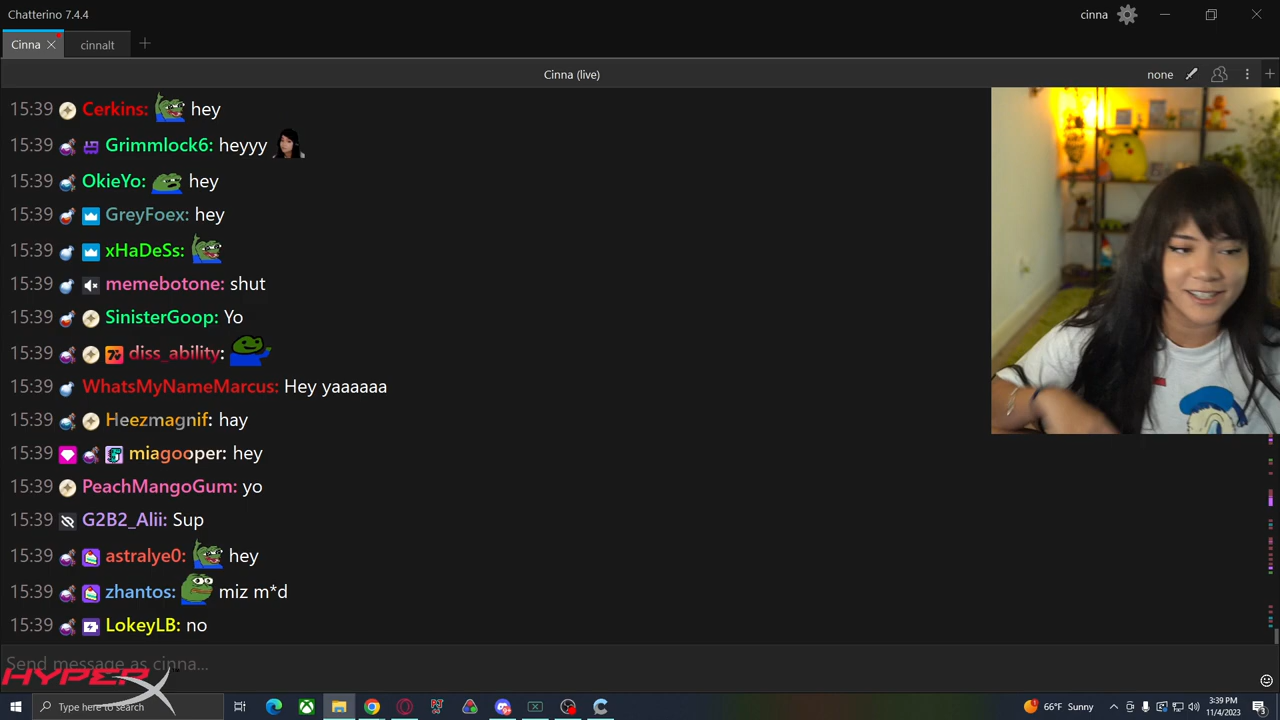 Chatterino 7.4.4
cinna
Cinna
cinnalt
Cinna (live)
none
15:39 Cerkins: hey
15:39 Grimmlock6: heyyy
15:39 OkieYo: hey
15:39 GreyFoex: hey
15:39 xHaDeSs:
15:39 memebotone: shut
15:39 SinisterGoop: Yo
15:39 diss_ability:
15:39 WhatsMyNameMarcus: Hey yaaaaaa
15:39 Heezmagnif: hay
15:39 miagooper: hey
15:39 PeachMangoGum: yo
15:39 G2B2_Alii: Sup
15:39 astralye0: hey
15:39 zhantos: miz m*d
15:39 LokeyLB: no
Send message as cinna...
HYPERX
Type here to search
66°F Sunny
3:39 PM
11/4/2023
3